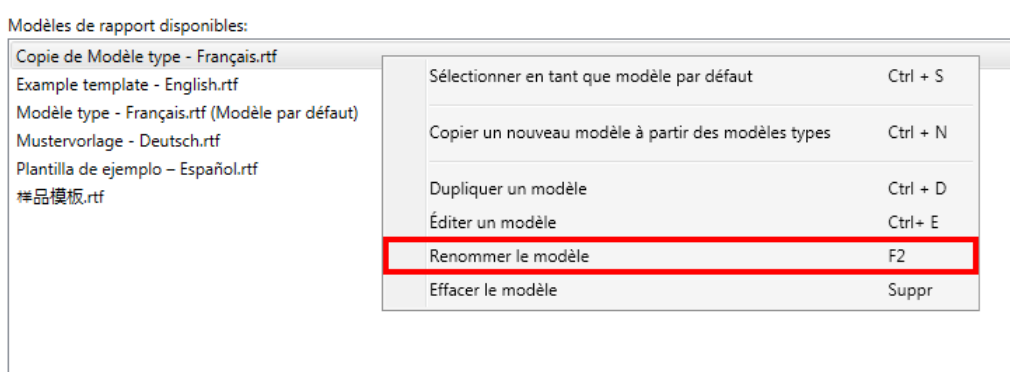 Modèles de rapport disponibles:
Copie de Modèle type - Français.rtf
Example template - English.rtf
Modèle type - Français.rtf (Modèle par défaut)
Mustervorlage - Deutsch.rtf
Plantilla de ejemplo – Español.rtf
样品模板.rtf
Sélectionner en tant que modèle par défaut Ctrl + S
Copier un nouveau modèle à partir des modèles types Ctrl + N
Dupliquer un modèle Ctrl + D
Éditer un modèle Ctrl+ E
Renommer le modèle F2
Effacer le modèle Suppr